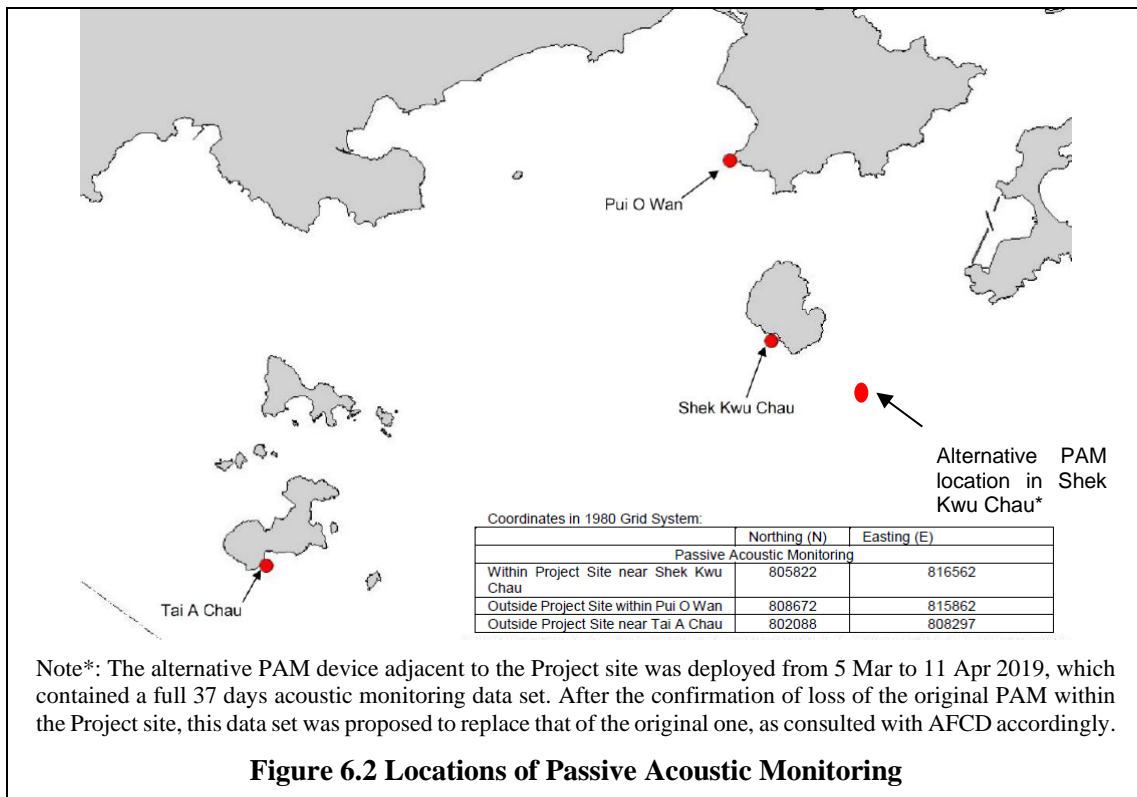 Pui O Wan
Shek Kwu Chau
Alternative PAM
location in Shek
Kwu Chau*
Tai A Chau
Coordinates in 1980 Grid System:
Northing (N) Easting (E)
Passive Acoustic Monitoring
Within Project Site near Shek Kwu 805822 816562
Chau
Outside Project Site within Pui O Wan 808672 815862
Outside Project Site near Tai A Chau 802088 808297
Note*: The alternative PAM device adjacent to the Project site was deployed from 5 Mar to 11 Apr 2019, which
contained a full 37 days acoustic monitoring data set. After the confirmation of loss of the original PAM within
the Project site, this data set was proposed to replace that of the original one, as consulted with AFCD accordingly.
Figure 6.2 Locations of Passive Acoustic Monitoring